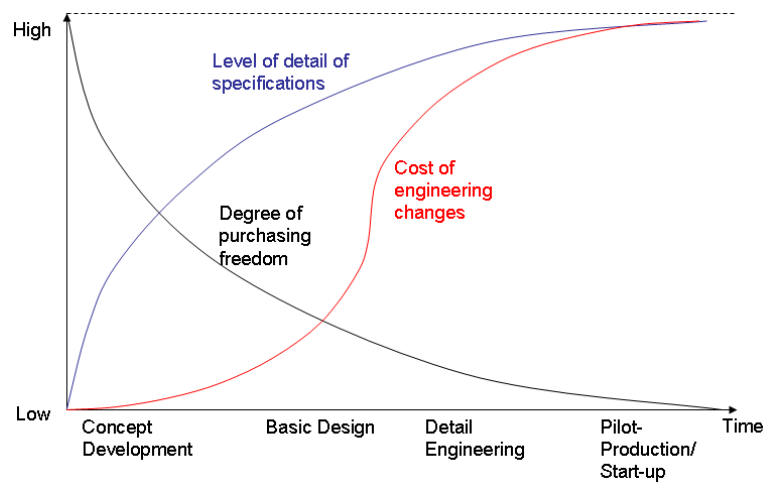 High
Level of detail of
specifications
Cost of
engineering
changes
Degree of
purchasing
freedom
Low
Concept
Development
Basic Design
Detail
Engineering
Pilot-
Production/
Start-up
Time